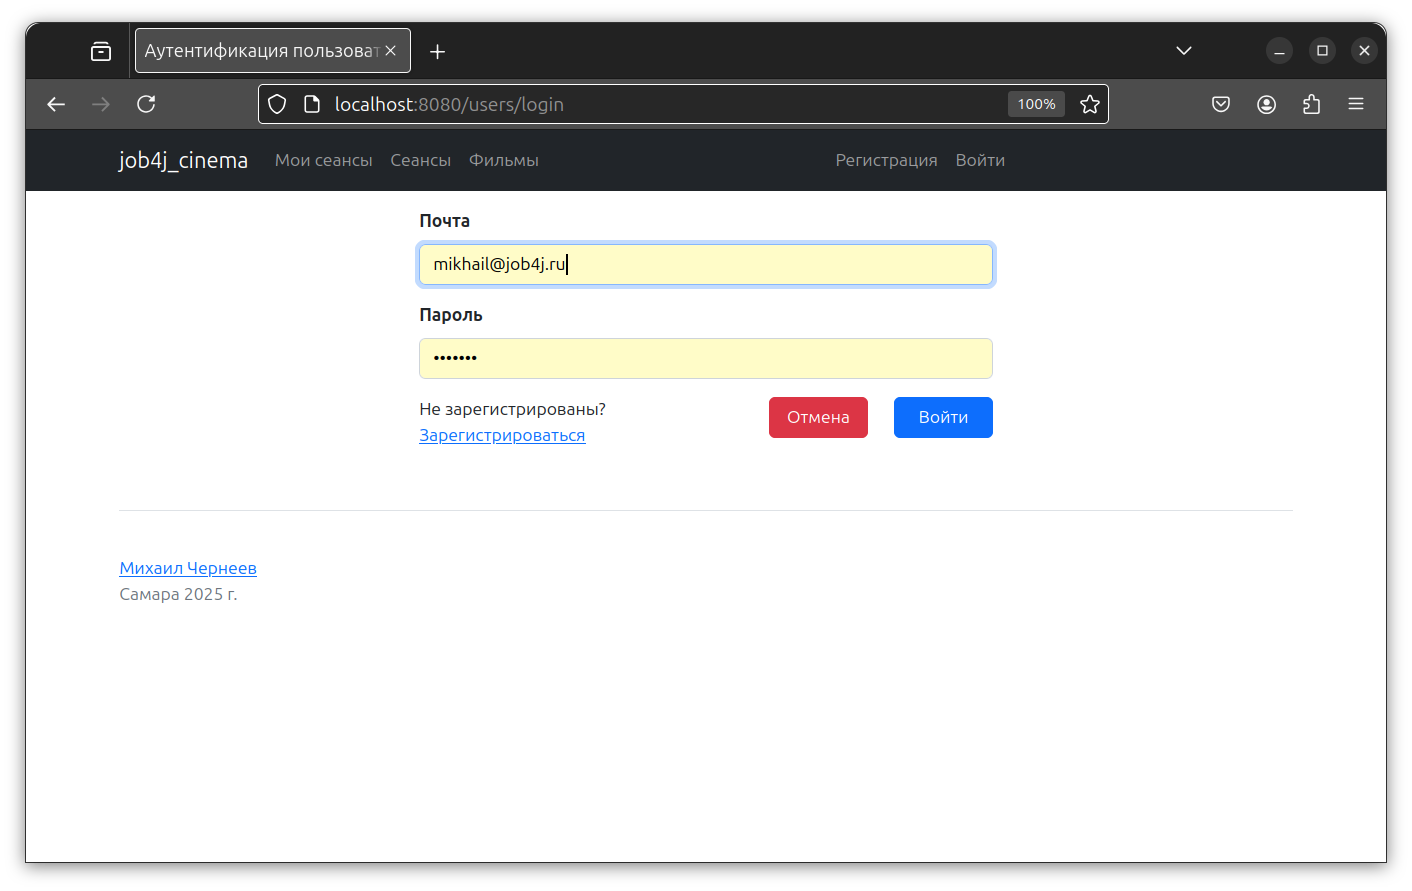 Аутентификация пользоват
localhost:8080/users/login
100%
job4j_cinema Мои сеансы Сеансы Фильмы Регистрация Войти
Почта
mikhail@job4j.ru
Пароль
•••••••
Не зарегистрированы?
Зарегистрироваться
Отмена Войти
Михаил Чернеев
Самара 2025 г.